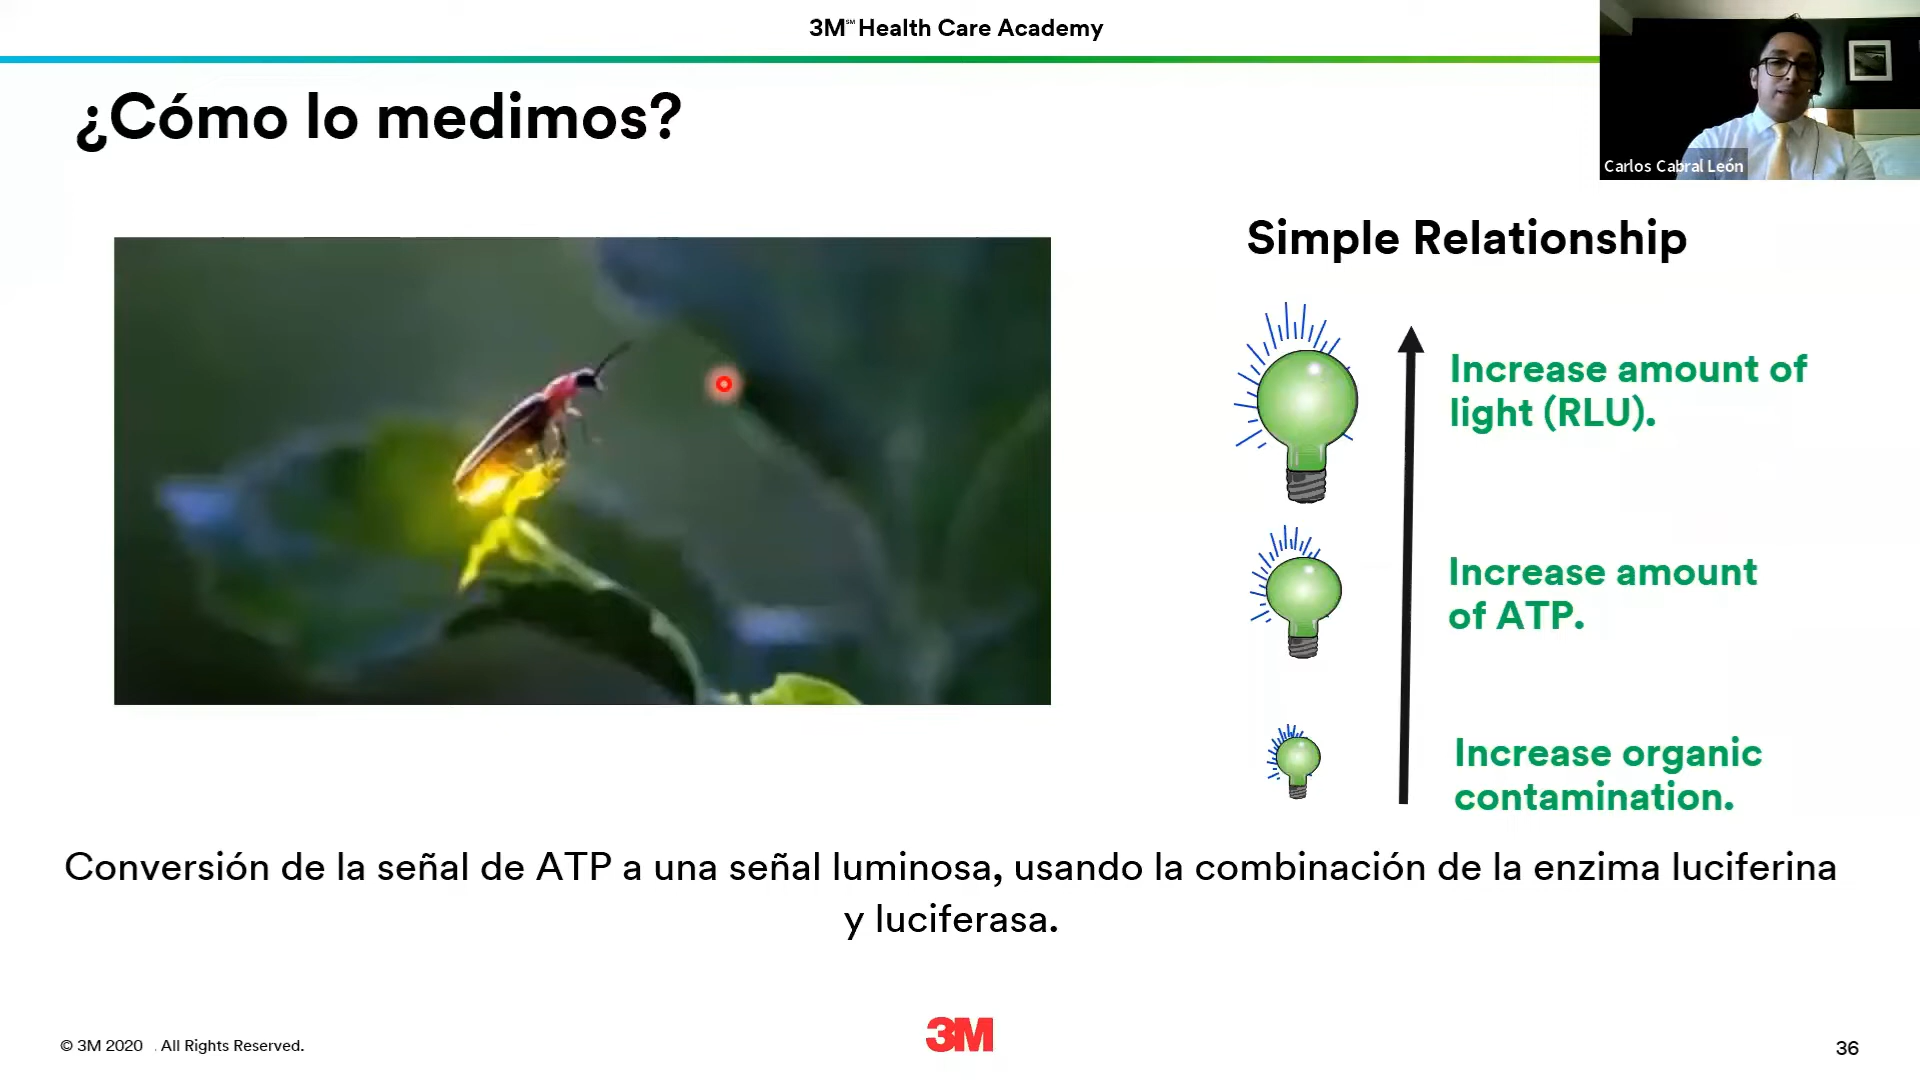 3M℠ Health Care Academy
¿Cómo lo medimos?
Carlos Cabral León
Simple Relationship
Increase amount of
light (RLU).
Increase amount
of ATP.
Increase organic
contamination.
Conversión de la señal de ATP a una señal luminosa, usando la combinación de la enzima luciferina
y luciferasa.
© 3M 2020 . All Rights Reserved.
3M
36